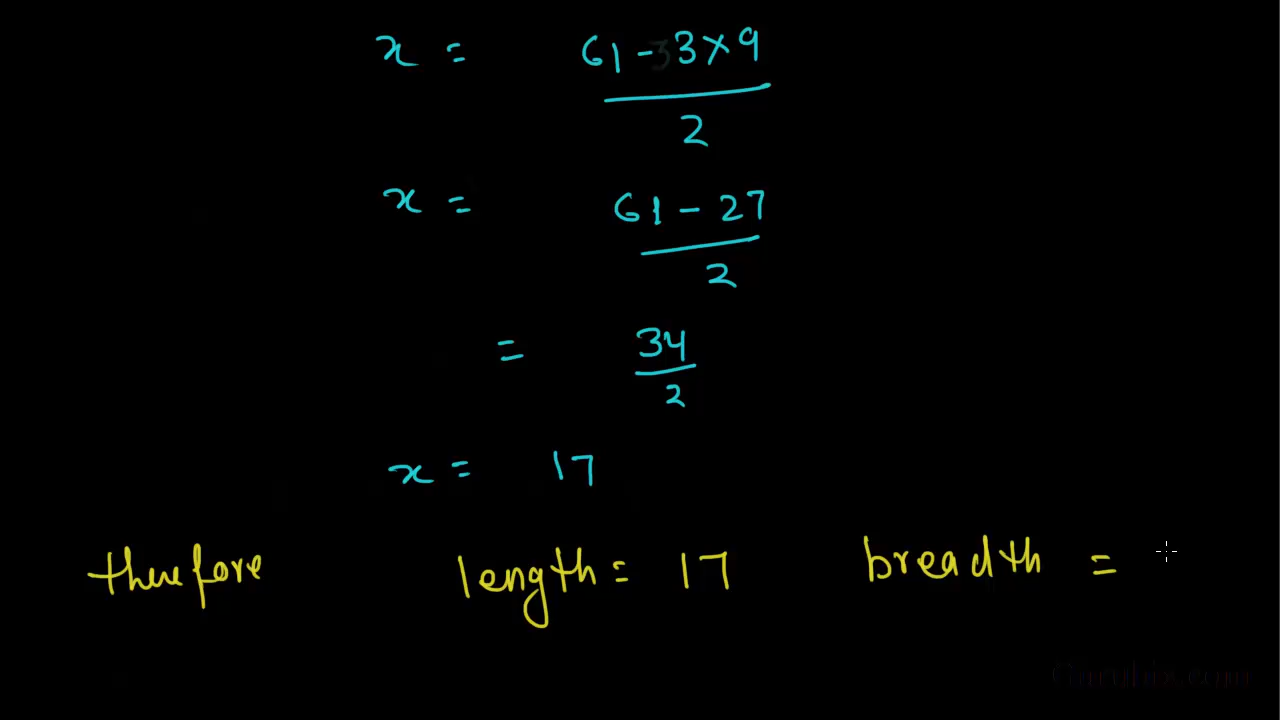 x = 61 - 3 × 9
2
x = 61 - 27
2
= 34
2
x = 17
therefore length = 17 breadth =